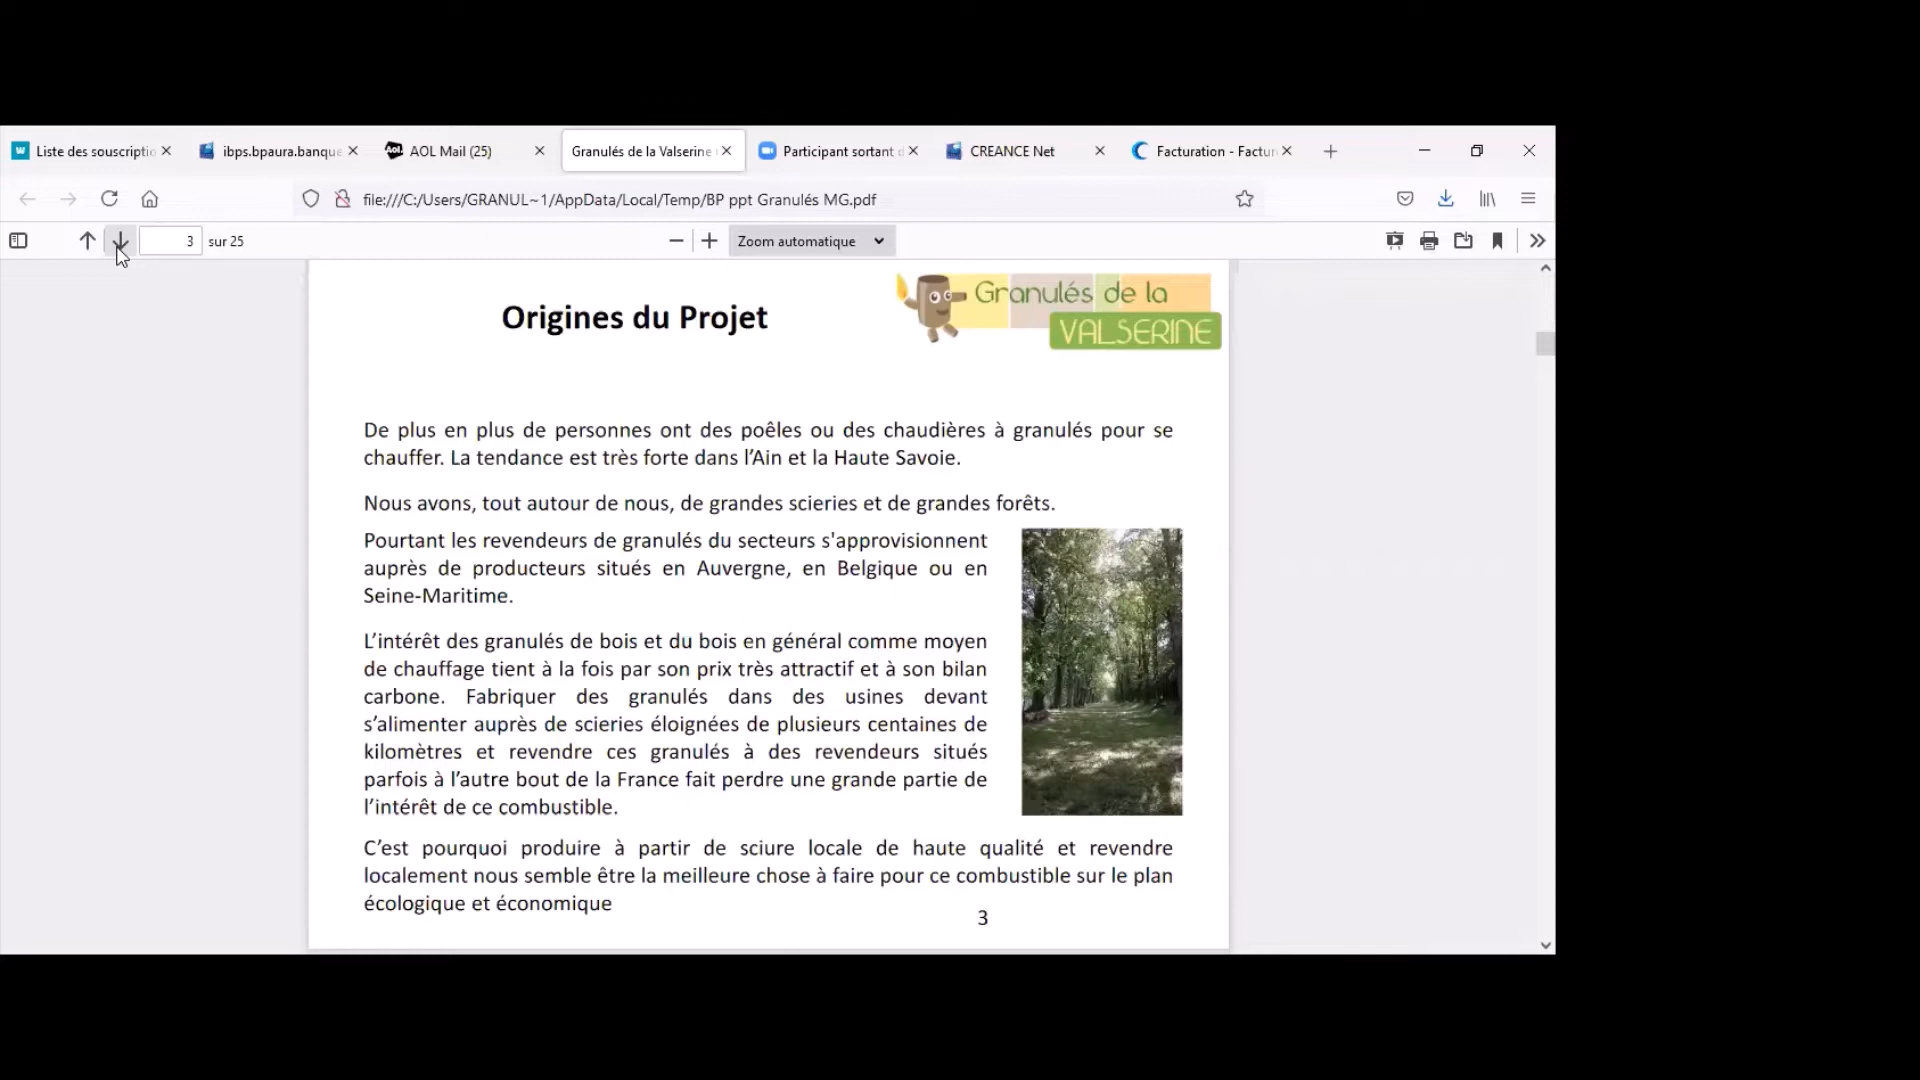 Liste des souscriptio
ibps.bpaura.banque
AOL Mail (25)
Granulés de la Valserine
Participant sortant d
CREANCE Net
Facturation - Factur
file:///C:/Users/GRANUL~1/AppData/Local/Temp/BP ppt Granulés MG.pdf
3 sur 25
Zoom automatique
Origines du Projet
Granulés de la
VALSERINE
De plus en plus de personnes ont des poêles ou des chaudières à granulés pour se
chauffer. La tendance est très forte dans l’Ain et la Haute Savoie.
Nous avons, tout autour de nous, de grandes scieries et de grandes forêts.
Pourtant les revendeurs de granulés du secteurs s'approvisionnent
auprès de producteurs situés en Auvergne, en Belgique ou en
Seine-Maritime.
L’intérêt des granulés de bois et du bois en général comme moyen
de chauffage tient à la fois par son prix très attractif et à son bilan
carbone. Fabriquer des granulés dans des usines devant
s’alimenter auprès de scieries éloignées de plusieurs centaines de
kilomètres et revendre ces granulés à des revendeurs situés
parfois à l’autre bout de la France fait perdre une grande partie de
l’intérêt de ce combustible.
C’est pourquoi produire à partir de sciure locale de haute qualité et revendre
localement nous semble être la meilleure chose à faire pour ce combustible sur le plan
écologique et économique
3